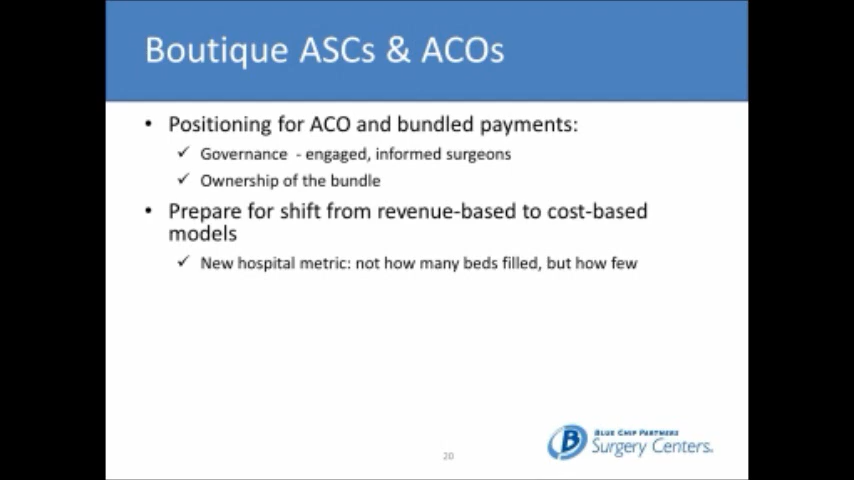 Boutique ASCs & ACOs
• Positioning for ACO and bundled payments:
✓ Governance - engaged, informed surgeons
✓ Ownership of the bundle
• Prepare for shift from revenue-based to cost-based
models
✓ New hospital metric: not how many beds filled, but how few
B
BLUE CHIP PARTNERS
Surgery Centers
20